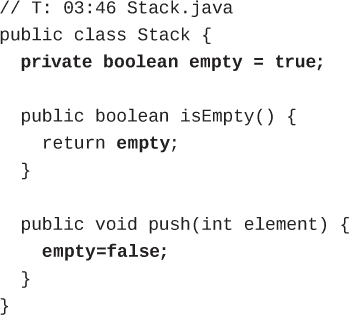 // T: 03:46 Stack.java
public class Stack {
  private boolean empty = true;

  public boolean isEmpty() {
    return empty;
  }

  public void push(int element) {
    empty=false;
  }
}